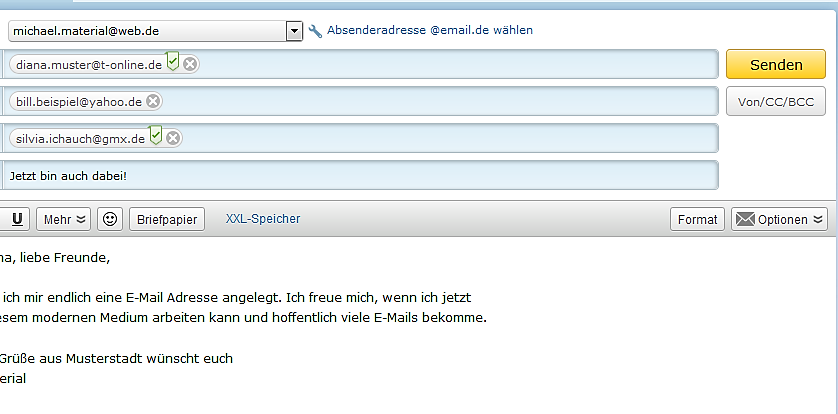 michael.material@web.de Absenderadresse @email.de wählen
diana.muster@t-online.de Senden
bill.beispiel@yahoo.de Von/CC/BCC
silvia.ichauch@gmx.de
Jetzt bin auch dabei!
U Mehr Briefpapier XXL-Speicher Format Optionen
na, liebe Freunde,
ich mir endlich eine E-Mail Adresse angelegt. Ich freue mich, wenn ich jetzt
esem modernen Medium arbeiten kann und hoffentlich viele E-Mails bekomme.
Grüße aus Musterstadt wünscht euch
erial